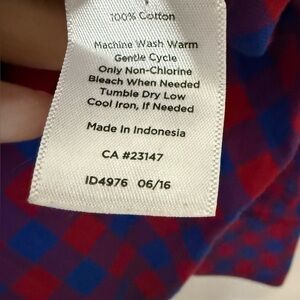 100% Cotton
Machine Wash Warm
Gentle Cycle
Only Non-Chlorine
Bleach When Needed
Tumble Dry Low
Cool Iron, If Needed
Made In Indonesia
CA #23147
ID4976 06/16